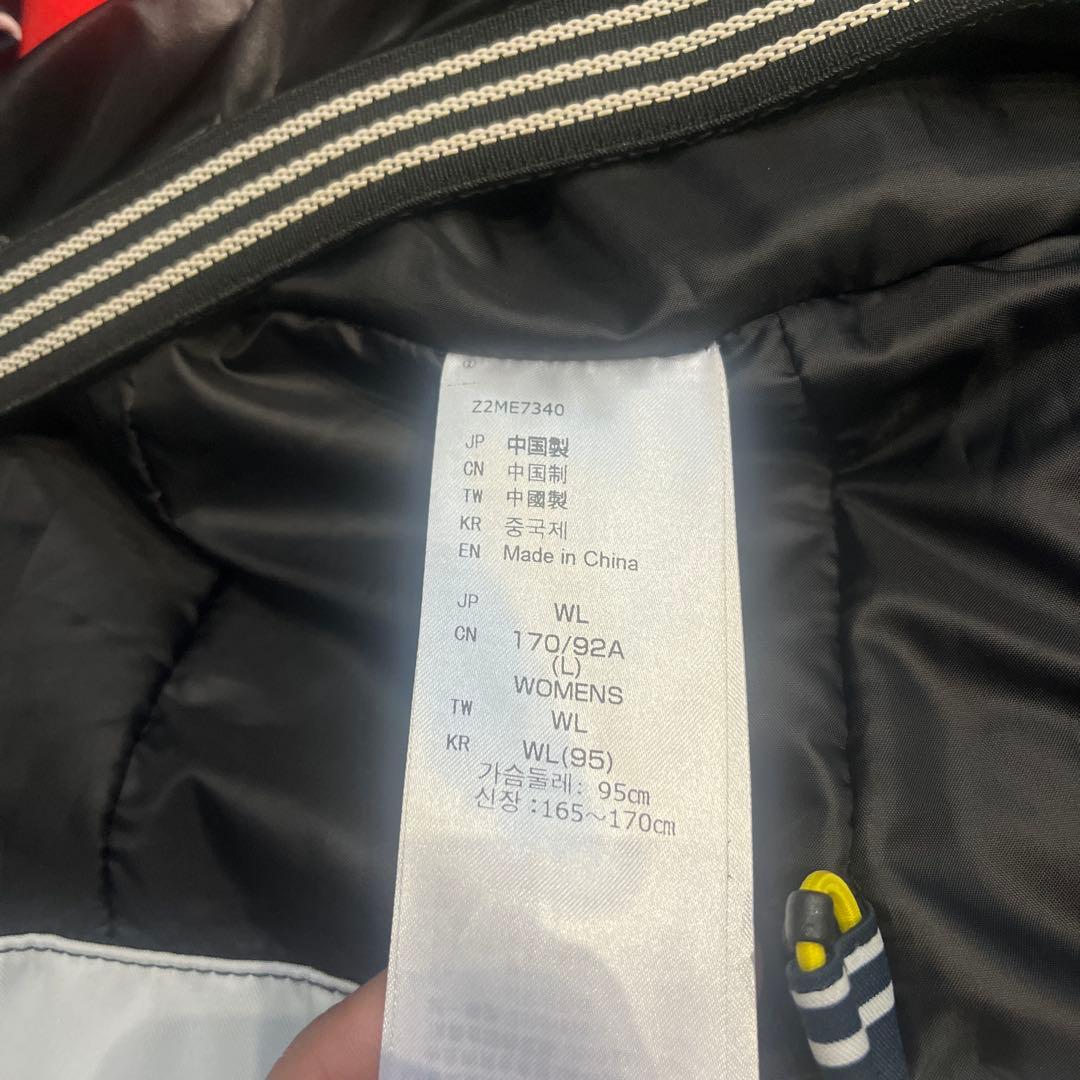 Z2ME7340
JP 中国製
CN 中国制
TW 中國製
KR 중국제
EN Made in China
JP WL
CN 170/92A
(L)
WOMENS
TW WL
KR WL(95)
가슴둘레: 95cm
신장 :165～170cm